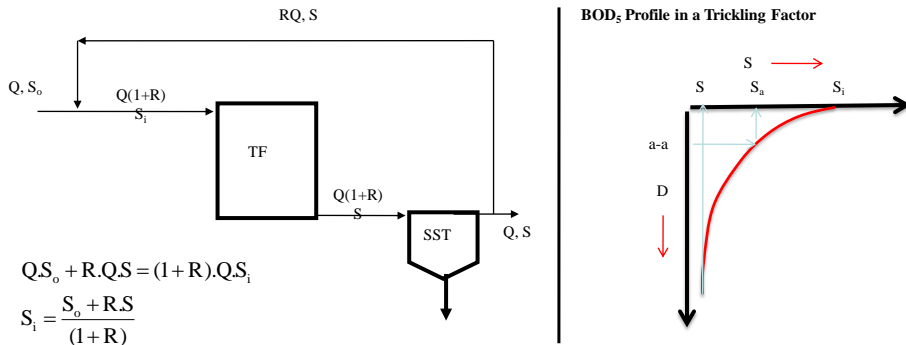 RQ, S
Q, Sₒ
Q(1+R)
Sᵢ
TF
Q(1+R)
S
SST
Q, S
Q.Sₒ + R.Q.S = (1 + R).Q.Sᵢ
Sᵢ = (Sₒ + R.S) / (1 + R)
BOD₅ Profile in a Trickling Factor
S
S Sₐ Sᵢ
a-a
D